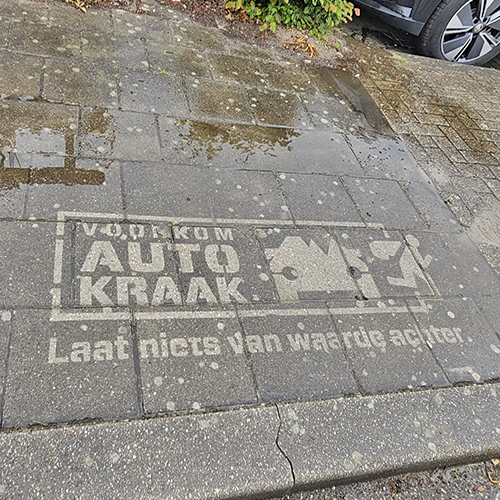 VOORKOM
AUTO
KRAAK.
Laat niets van waarde achter.